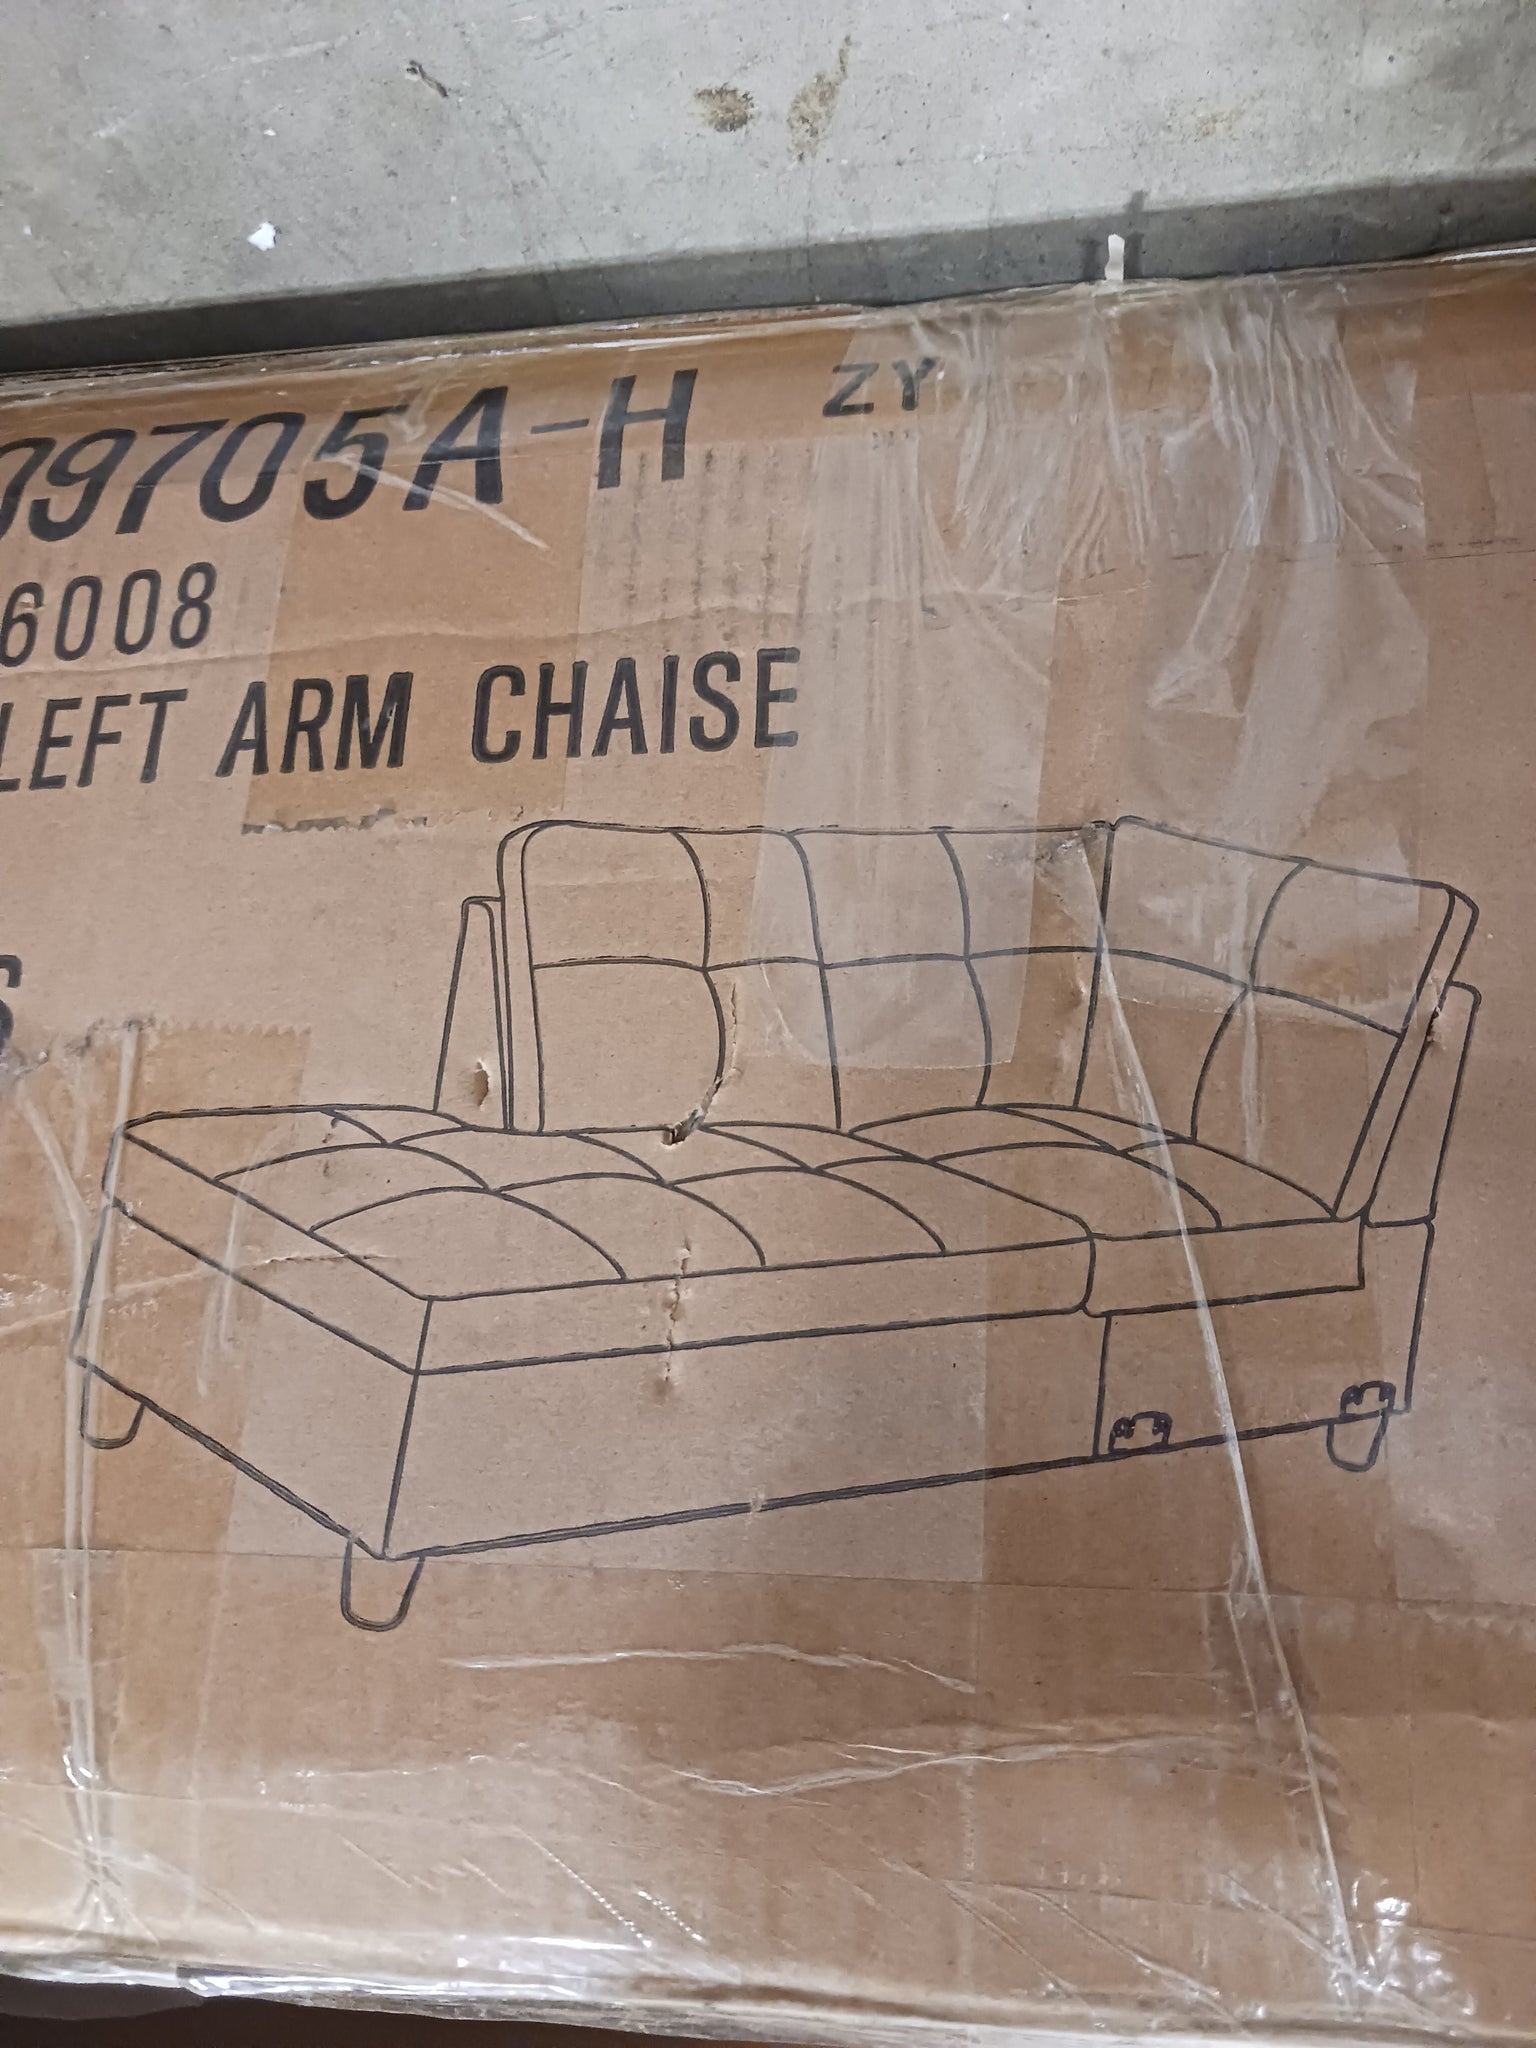 09705A-H ZY
6008
LEFT ARM CHAISE
S